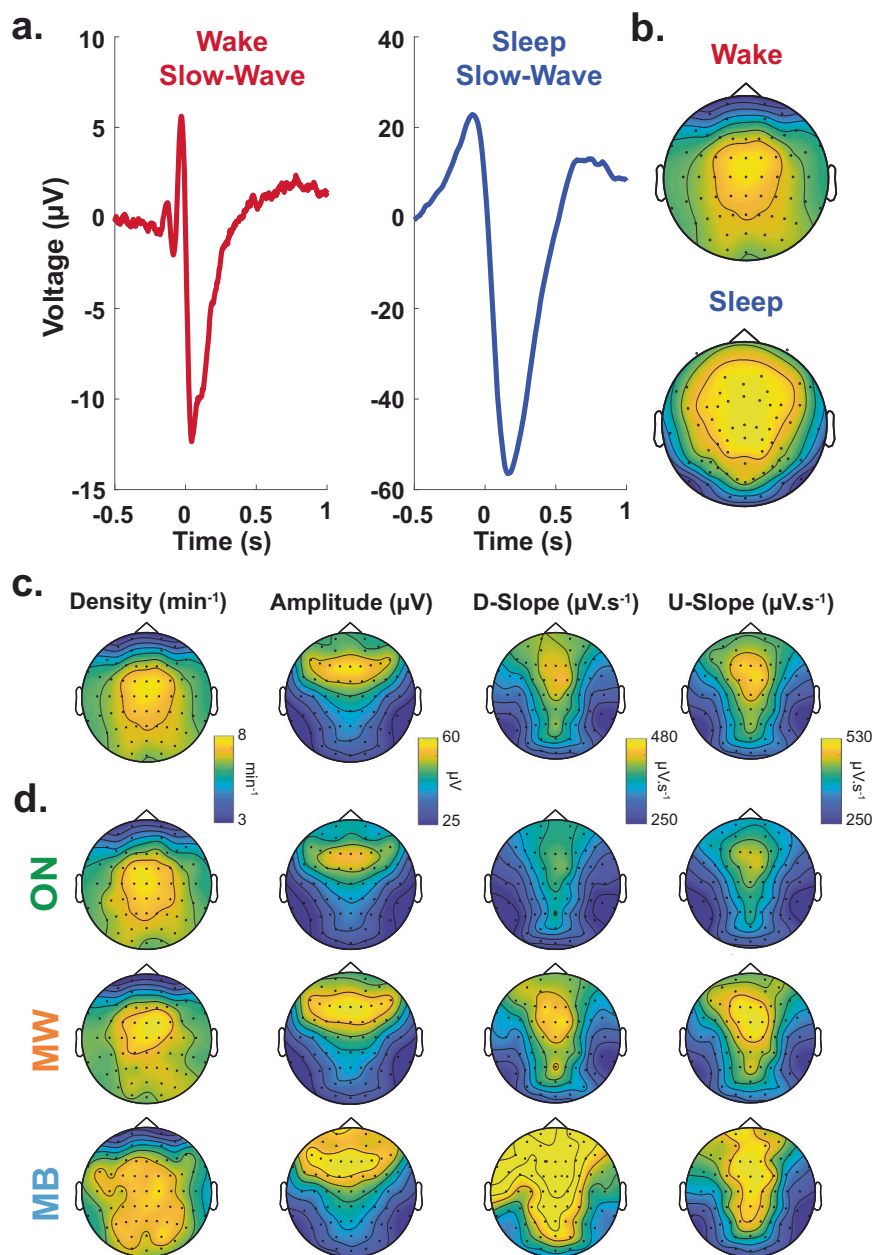 a.
Wake
Slow-Wave
Sleep
Slow-Wave
b.
Wake
Voltage (µV)
10
5
0
-5
-10
-15
-0.5
0
0.5
1
Time (s)
40
20
0
-20
-40
-60
-0.5
0
0.5
1
Time (s)
Sleep
c.
Density (min⁻¹)
Amplitude (µV)
D-Slope (µV.s⁻¹)
U-Slope (µV.s⁻¹)
8
min⁻¹
3
60
µV
25
480
µV.s⁻¹
250
530
µV.s⁻¹
250
d.
ON
MW
MB